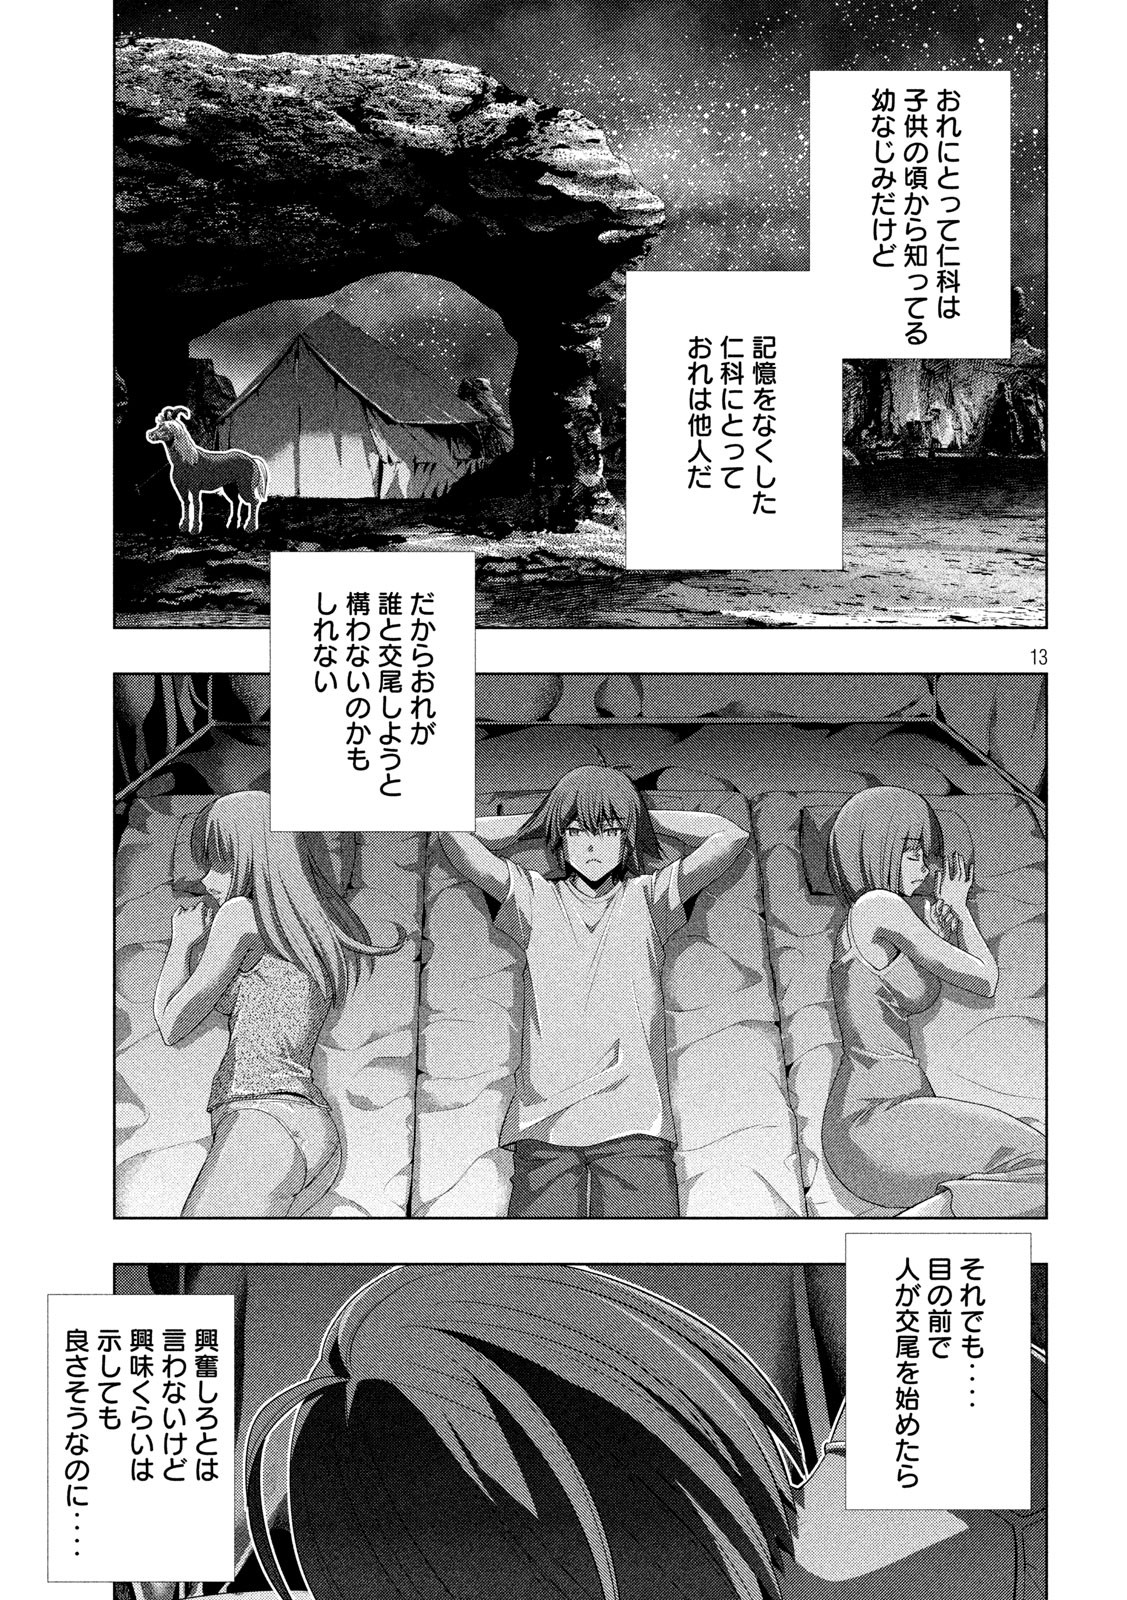 おれにとって仁科は
子供の頃から知ってる
幼なじみだけど
記憶をなくした
仁科にとって
おれは他人だ
だからおれが
誰と交尾しようと
構わないのかも
しれない
13
それでも‥‥
目の前で
人が交尾を始めたら
興奮しろとは
言わないけど
興味くらいは
示しても
良さそうなのに‥‥